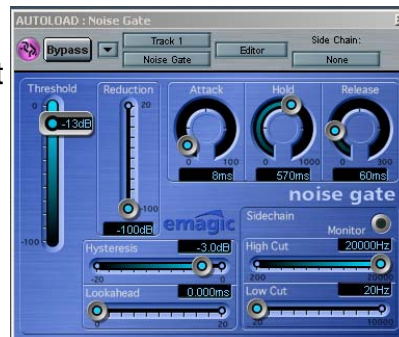 AUTOLOAD: Noise Gate
Bypass
Track 1
Noise Gate
Editor
Side Chain:
None
Threshold
0
-13dB
-100
Reduction
20
-100
-100dB
Attack
0 100
8ms
Hold
0 1000
570ms
Release
0 300
60ms
noise gate
emagic
Hysteresis
-3.0dB
-20 0
Lookahead
0.000ms
0 20
Sidechain
Monitor
High Cut
20000Hz
200 20000
Low Cut
20Hz
20 10000